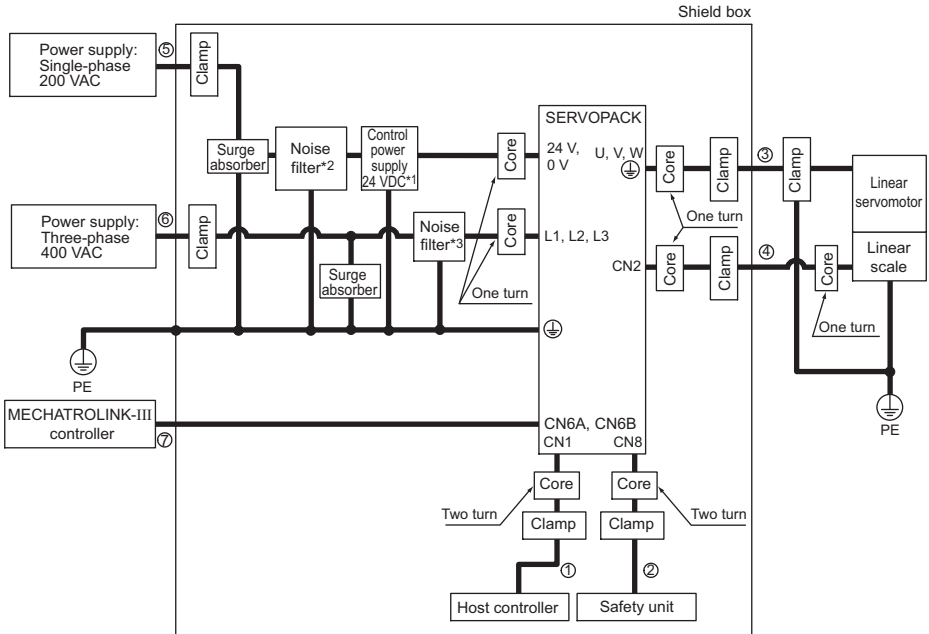 Shield box
Power supply:
Single-phase
200 VAC
⑤
Clamp
Surge
absorber
Noise
filter*2
Control
power
supply
24 VDC*1
Core
SERVOPACK
24 V,
0 V
U, V, W
Core
Clamp
③
Clamp
Linear
servomotor
One turn
Power supply:
Three-phase
400 VAC
⑥
Clamp
Surge
absorber
Noise
filter*3
Core
L1, L2, L3
One turn
CN2
Core
Clamp
④
Core
Linear
scale
One turn
PE
PE
MECHATROLINK-III
controller
⑦
CN6A, CN6B
CN1
CN8
Two turn
Core
Core
Two turn
Clamp
Clamp
①
②
Host controller
Safety unit